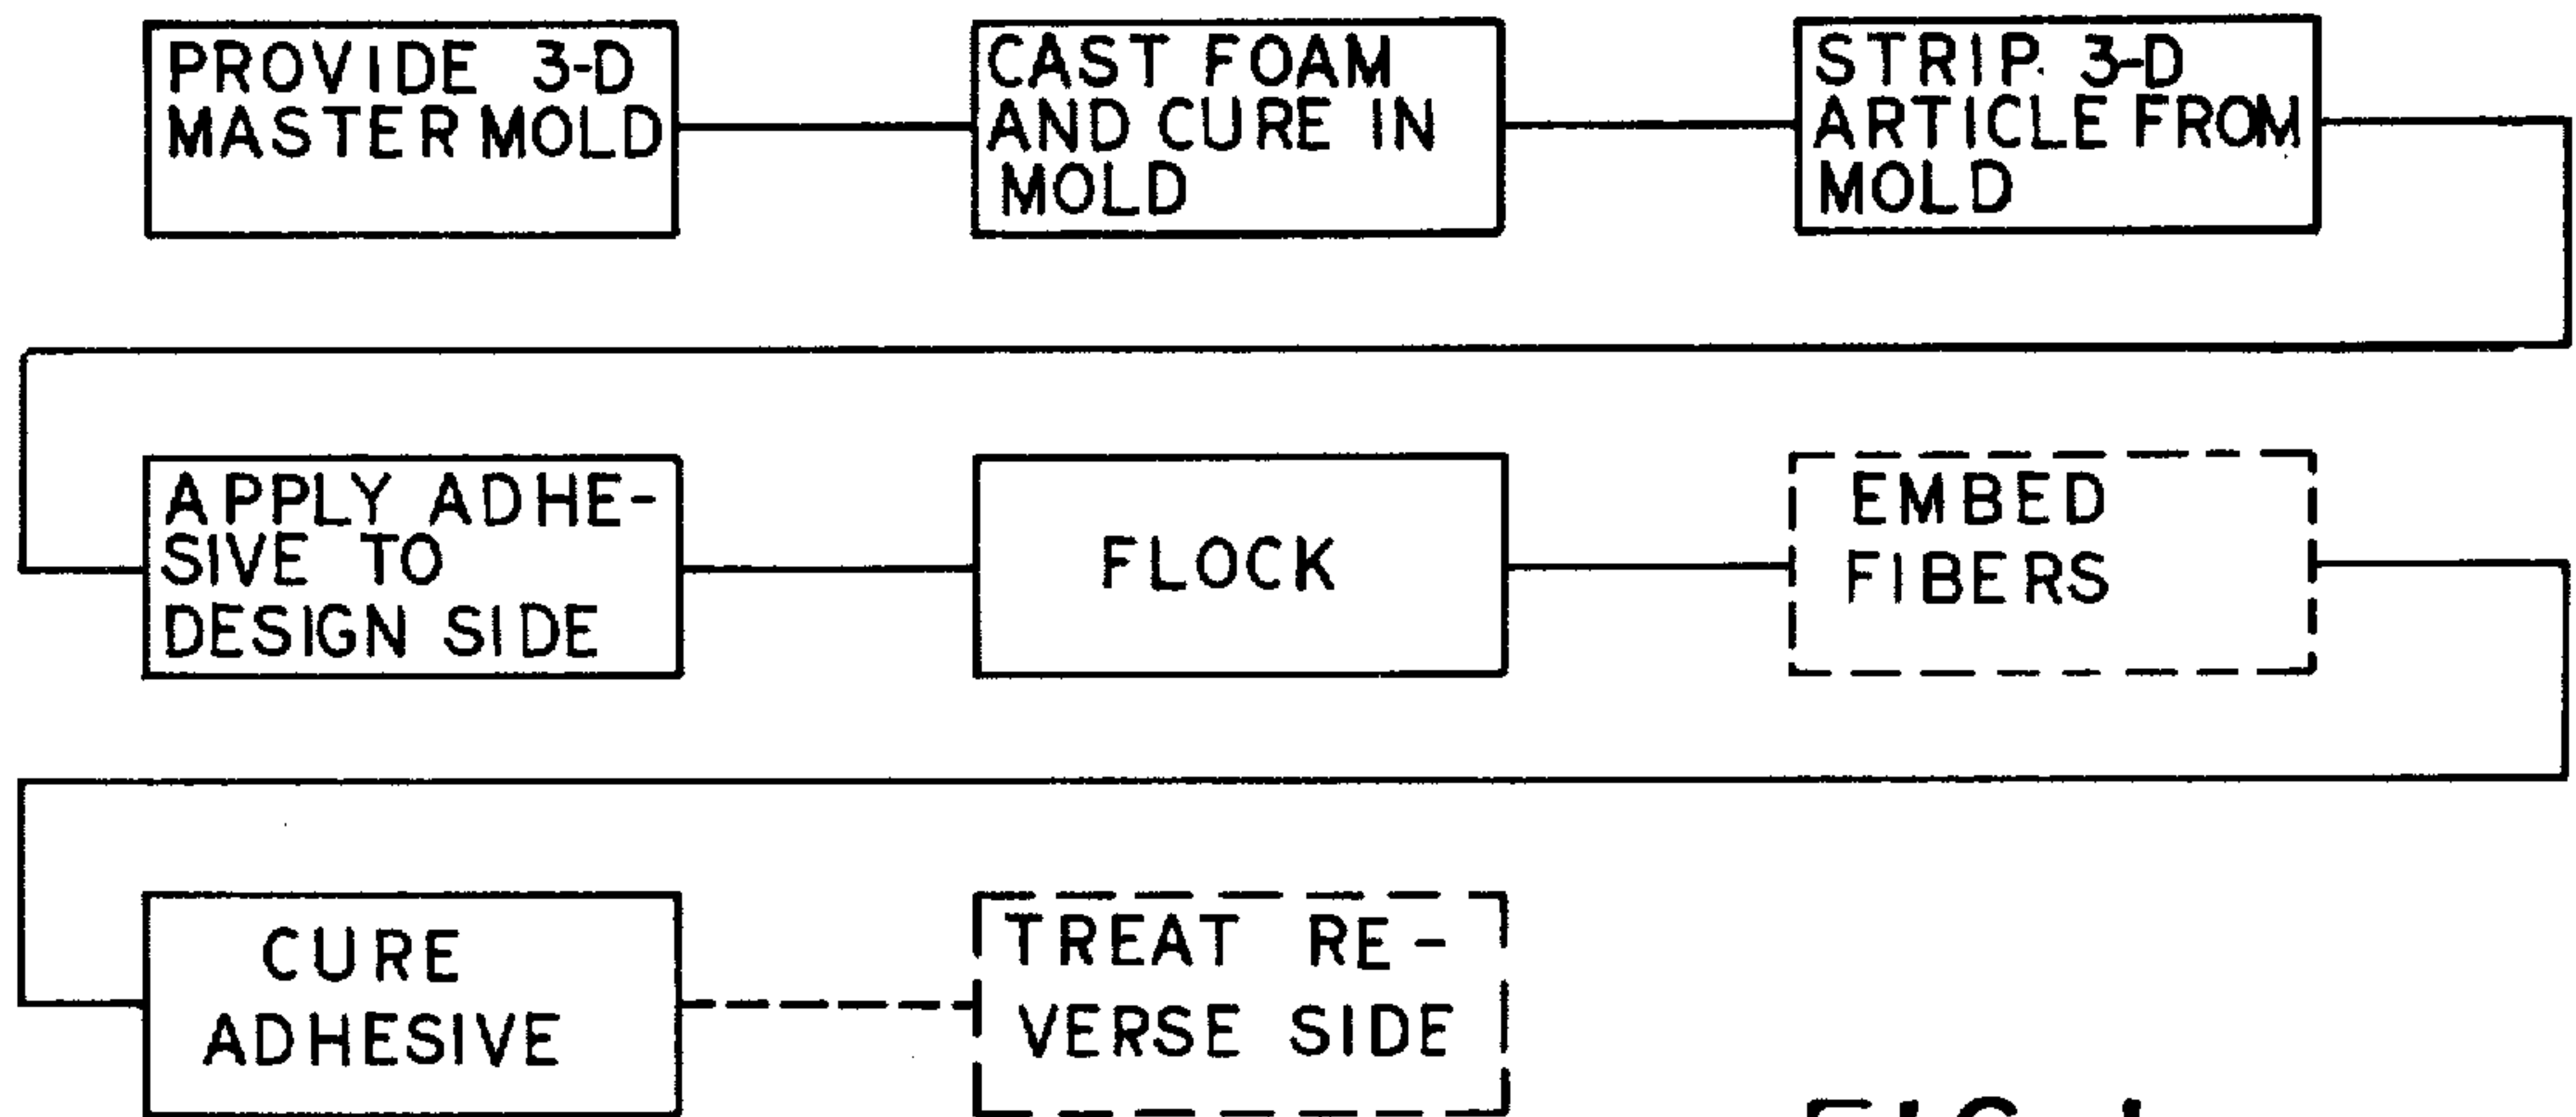 PROVIDE 3-D
MASTER MOLD
CAST FOAM
AND CURE IN
MOLD
STRIP 3-D
ARTICLE FROM
MOLD
APPLY ADHE-
SIVE TO
DESIGN SIDE
FLOCK
EMBED
FIBERS
CURE
ADHESIVE
TREAT RE-
VERSE SIDE